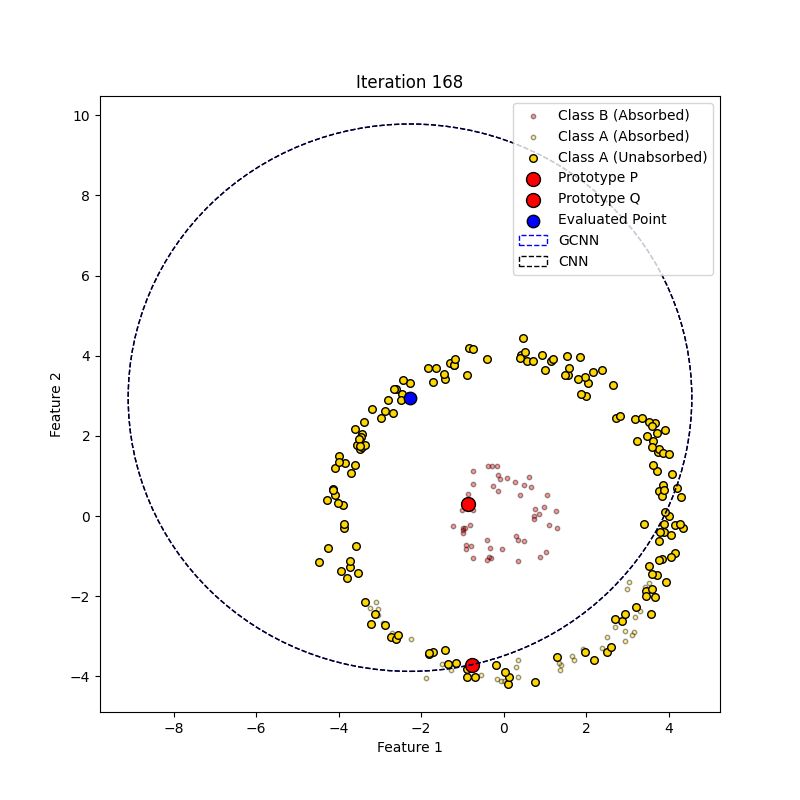 Iteration 168
Class B (Absorbed)
Class A (Absorbed)
Class A (Unabsorbed)
Prototype P
Prototype Q
Evaluated Point
GCNN
CNN
10
8
6
4
2
0
−2
−4
Feature 2
−8
−6
−4
−2
0
2
4
Feature 1